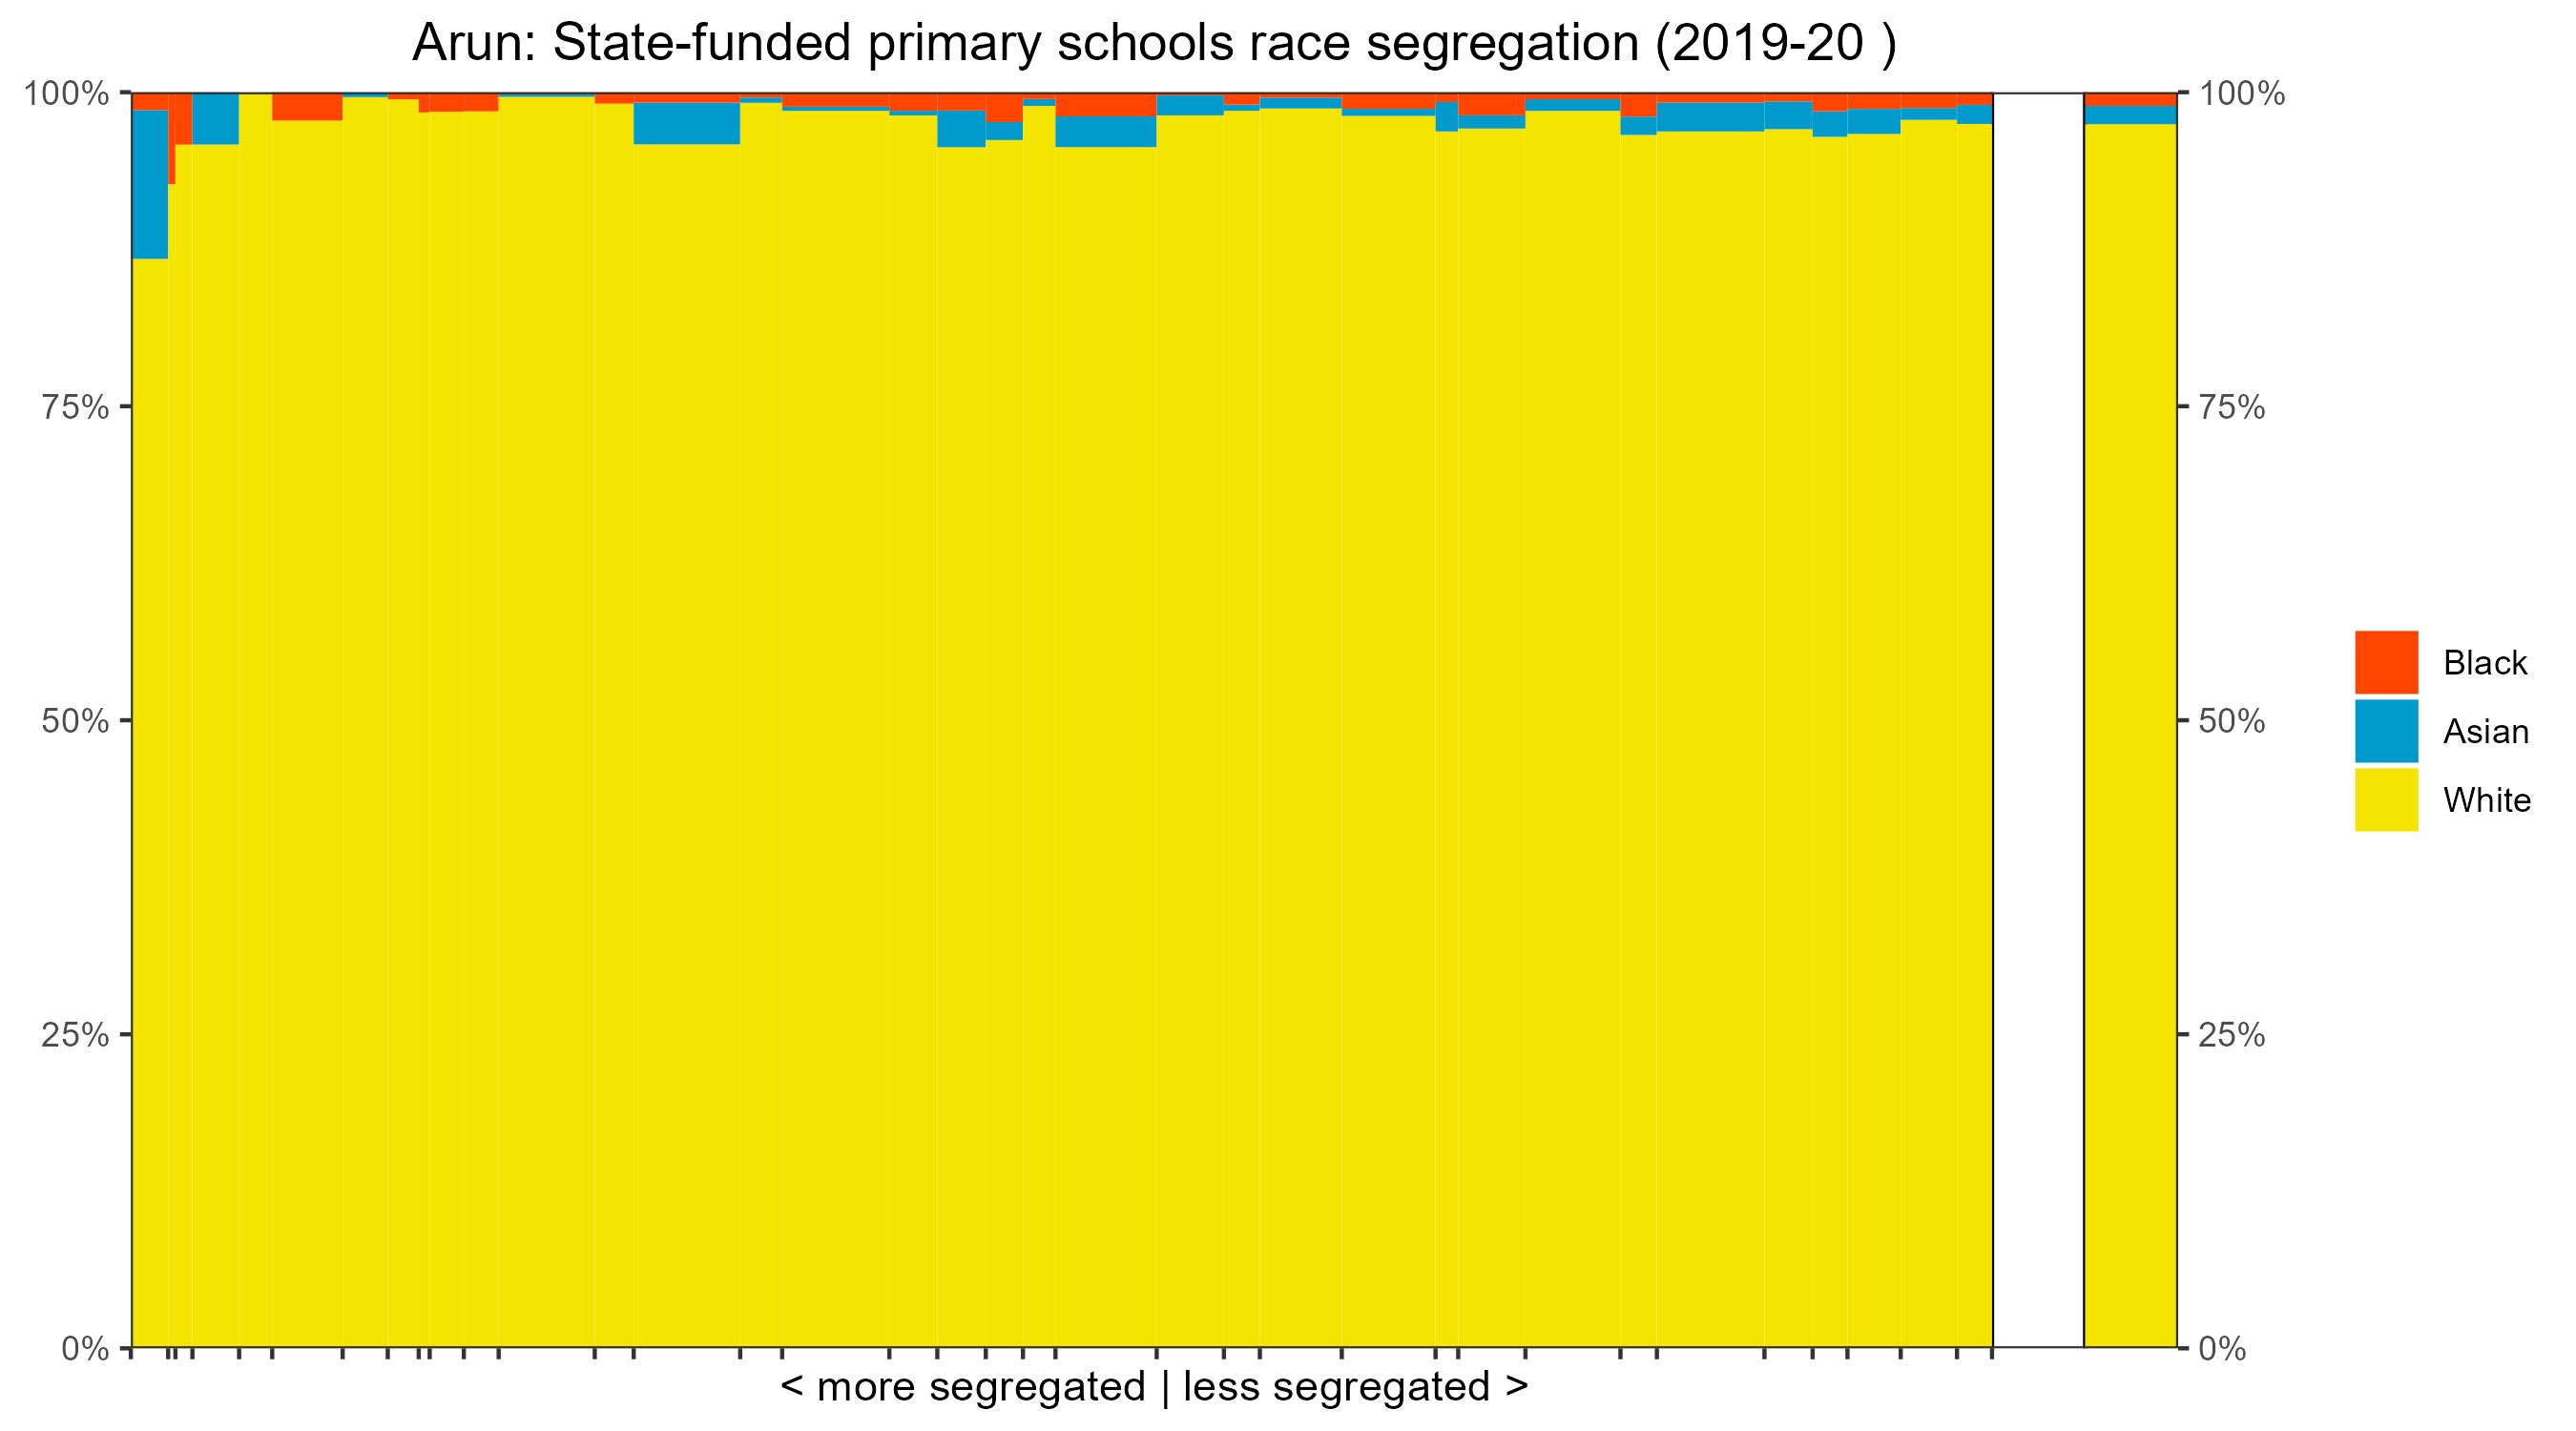 Arun: State-funded primary schools race segregation (2019-20 )
100%
100%
75%
75%
50%
50%
25%
25%
0%
0%
Black
Asian
White
< more segregated | less segregated >